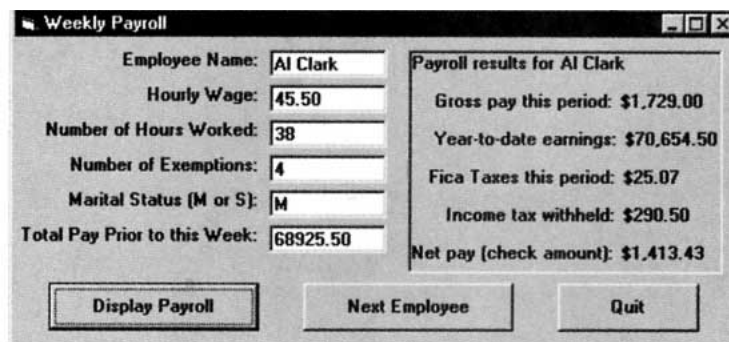 Weekly Payroll
Employee Name: Al Clark
Hourly Wage: 45.50
Number of Hours Worked: 38
Number of Exemptions: 4
Marital Status (M or S): M
Total Pay Prior to this Week: 68925.50
Payroll results for Al Clark
Gross pay this period: $1,729.00
Year-to-date earnings: $70,654.50
Fica Taxes this period: $25.07
Income tax withheld: $290.50
Net pay (check amount): $1,413.43
Display Payroll
Next Employee
Quit